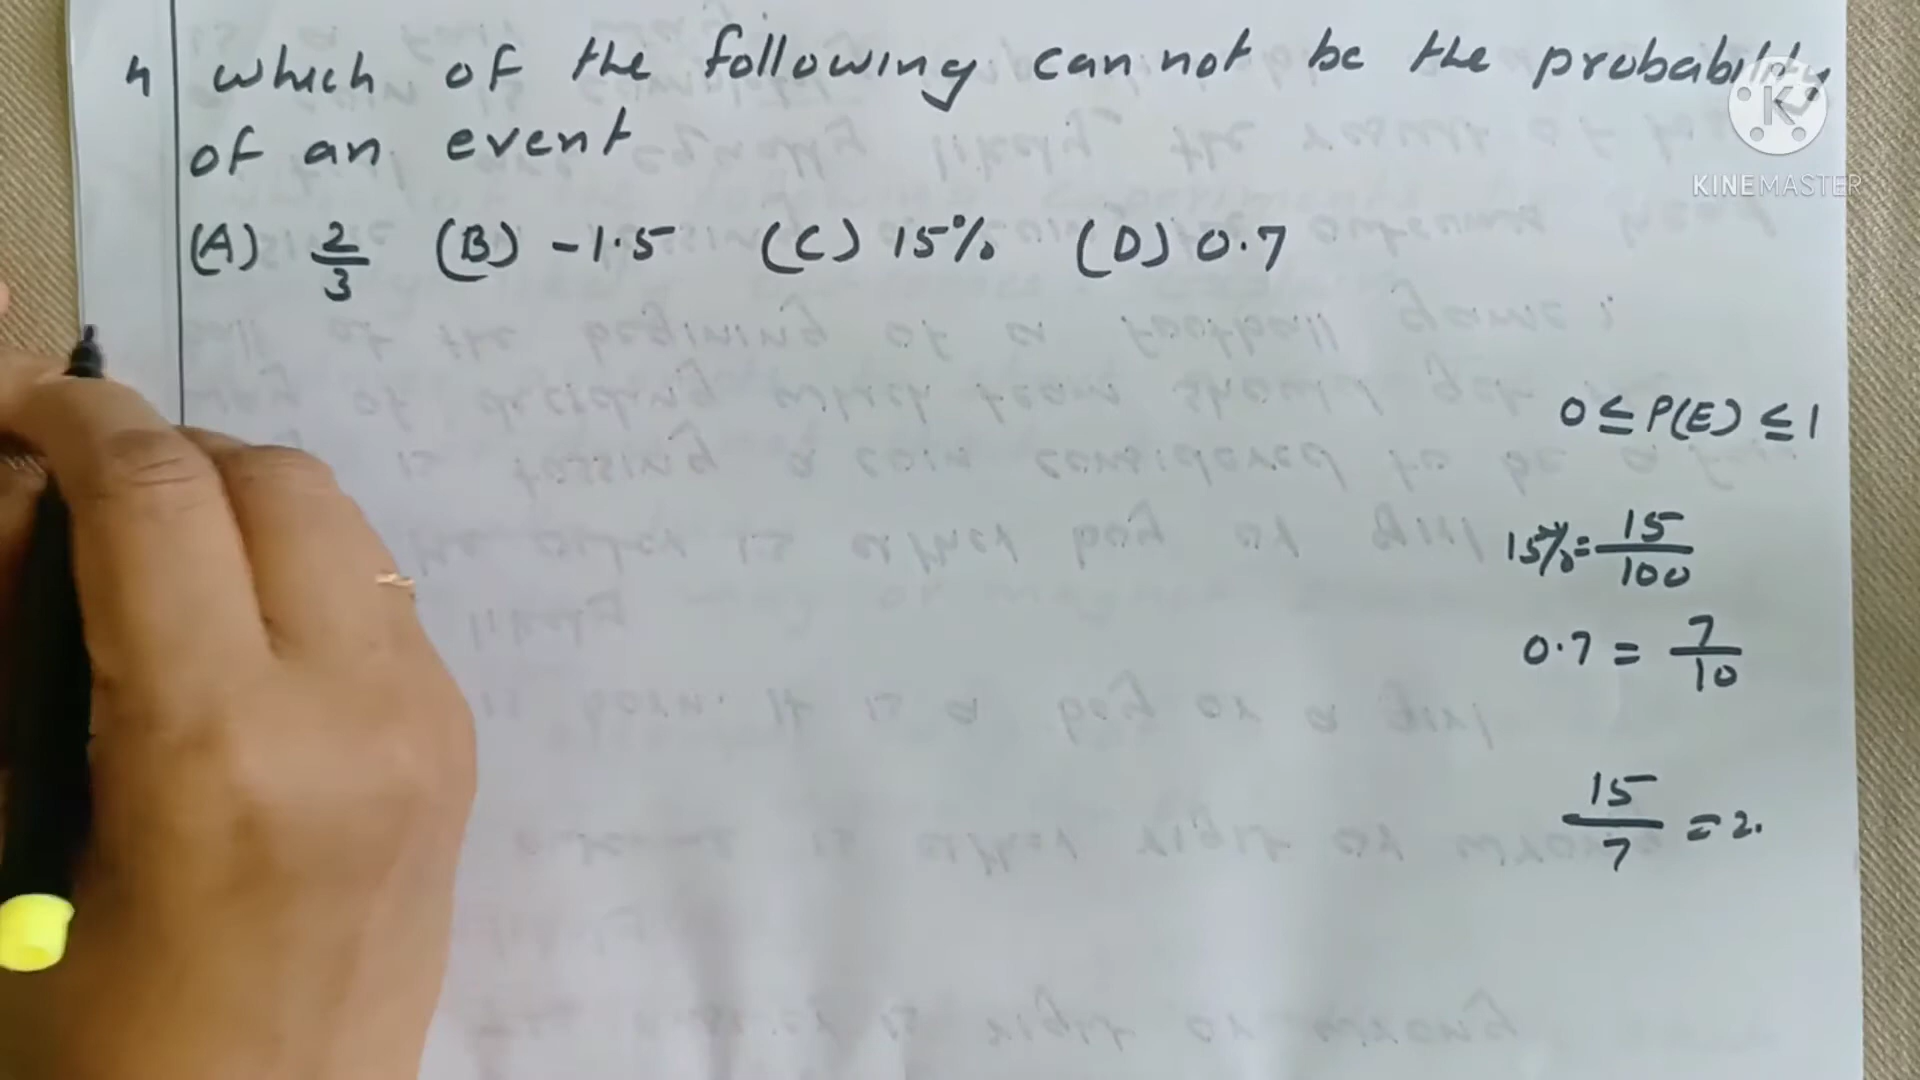 4 which of the following can not be the probability
of an event
(A) 2/3 (B) -1.5 (C) 15% (D) 0.7
0 ≤ P(E) ≤ 1
15% = 15/100
0.7 = 7/10
15/7 = 2.
K
KINEMASTER